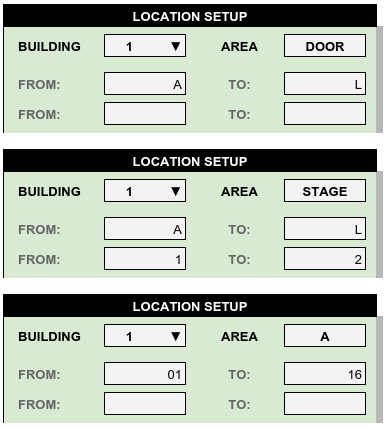 LOCATION SETUP
BUILDING 1 ▼ AREA DOOR
FROM: A TO: L
FROM: TO:
LOCATION SETUP
BUILDING 1 ▼ AREA STAGE
FROM: A TO: L
FROM: 1 TO: 2
LOCATION SETUP
BUILDING 1 ▼ AREA A
FROM: 01 TO: 16
FROM: TO: